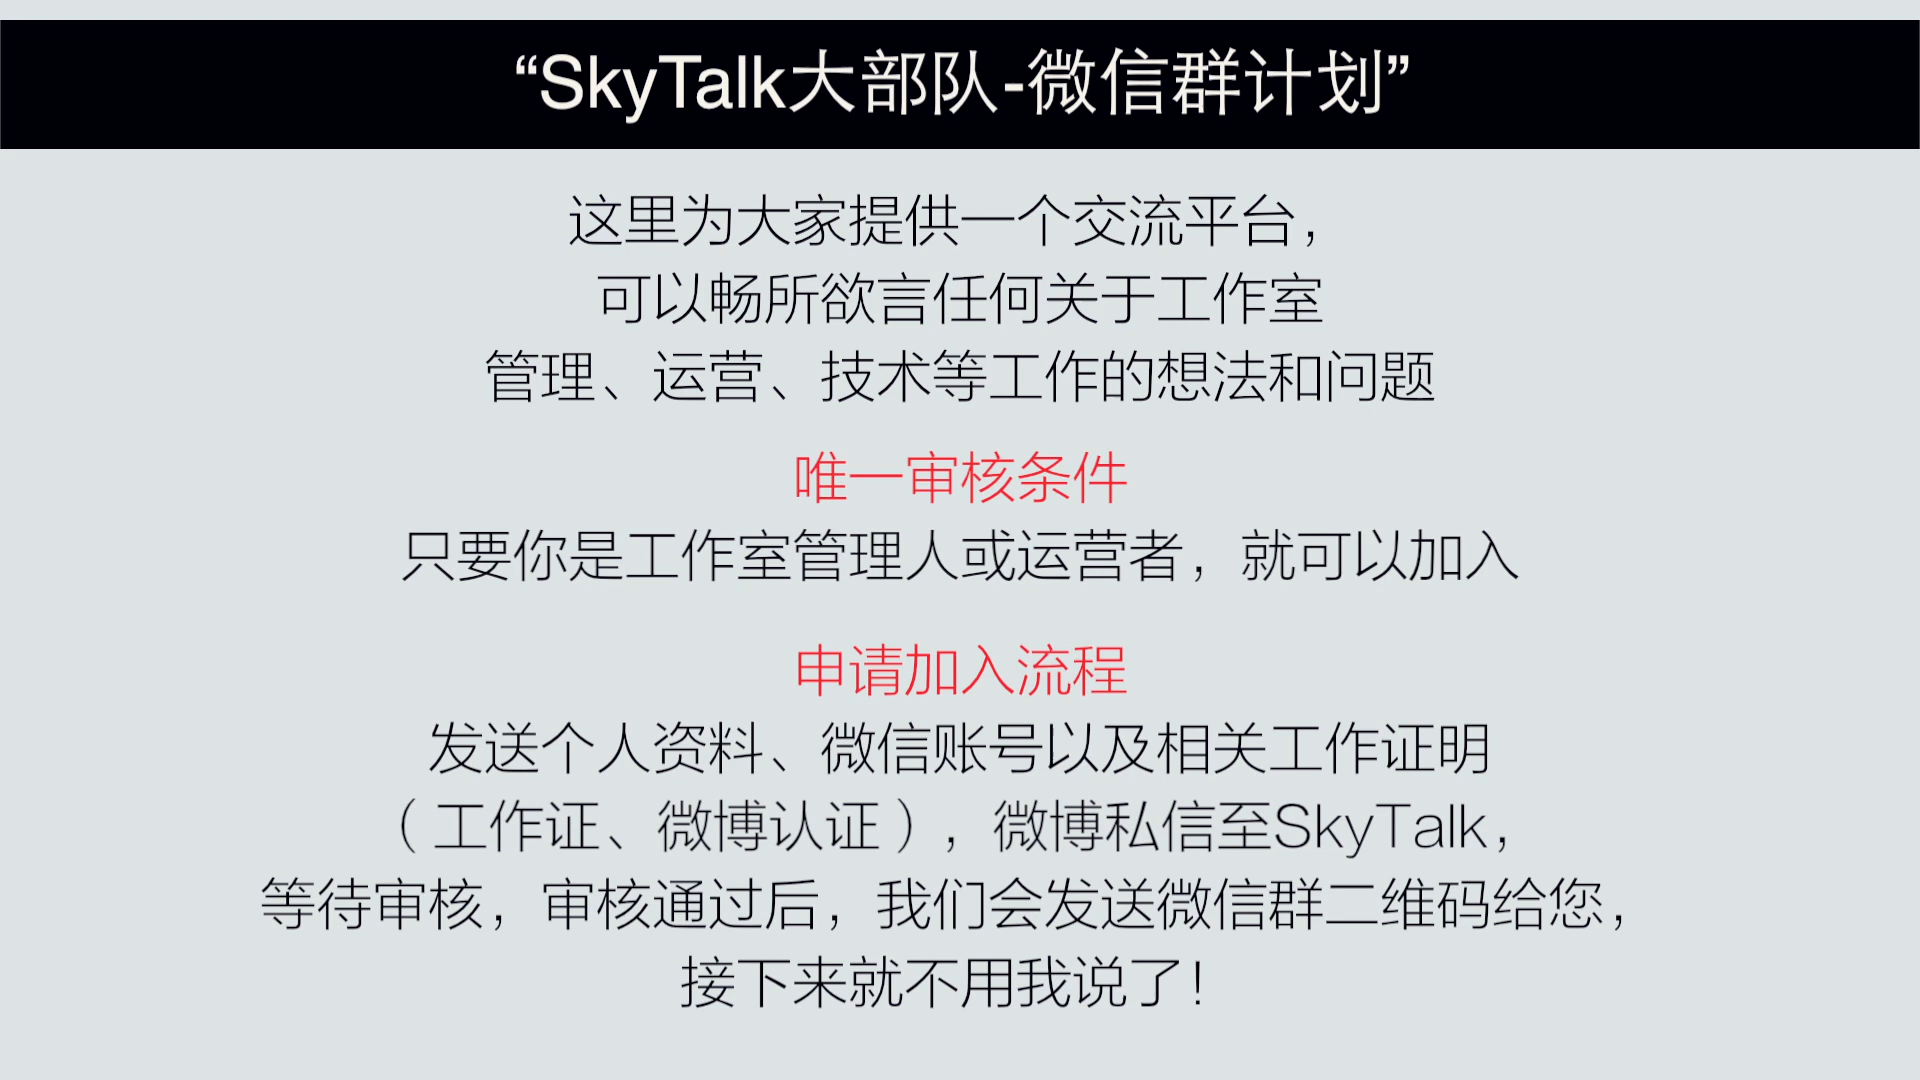 “SkyTalk大部队-微信群计划”
这里为大家提供一个交流平台，
可以畅所欲言任何关于工作室
管理、运营、技术等工作的想法和问题
唯一审核条件
只要你是工作室管理人或运营者，就可以加入
申请加入流程
发送个人资料、微信账号以及相关工作证明
（工作证、微博认证），微博私信至SkyTalk，
等待审核，审核通过后，我们会发送微信群二维码给您，
接下来就不用我说了！